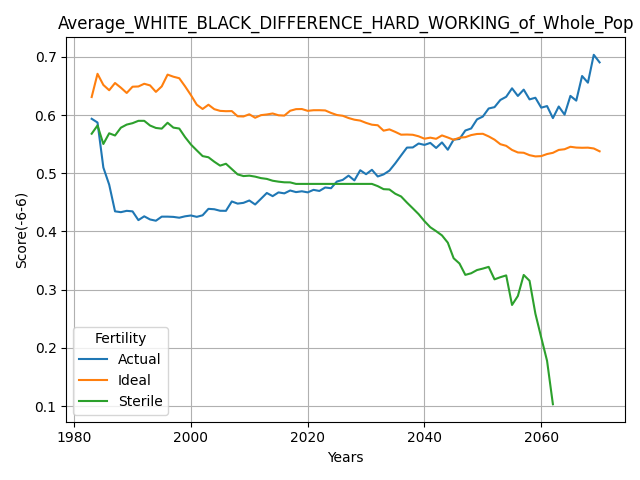 Average_WHITE_BLACK_DIFFERENCE_HARD_WORKING_of_Whole_Pop
Score(-6-6)
0.7
0.6
0.5
0.4
0.3
0.2
0.1
Fertility
Actual
Ideal
Sterile
1980 2000 2020 2040 2060
Years